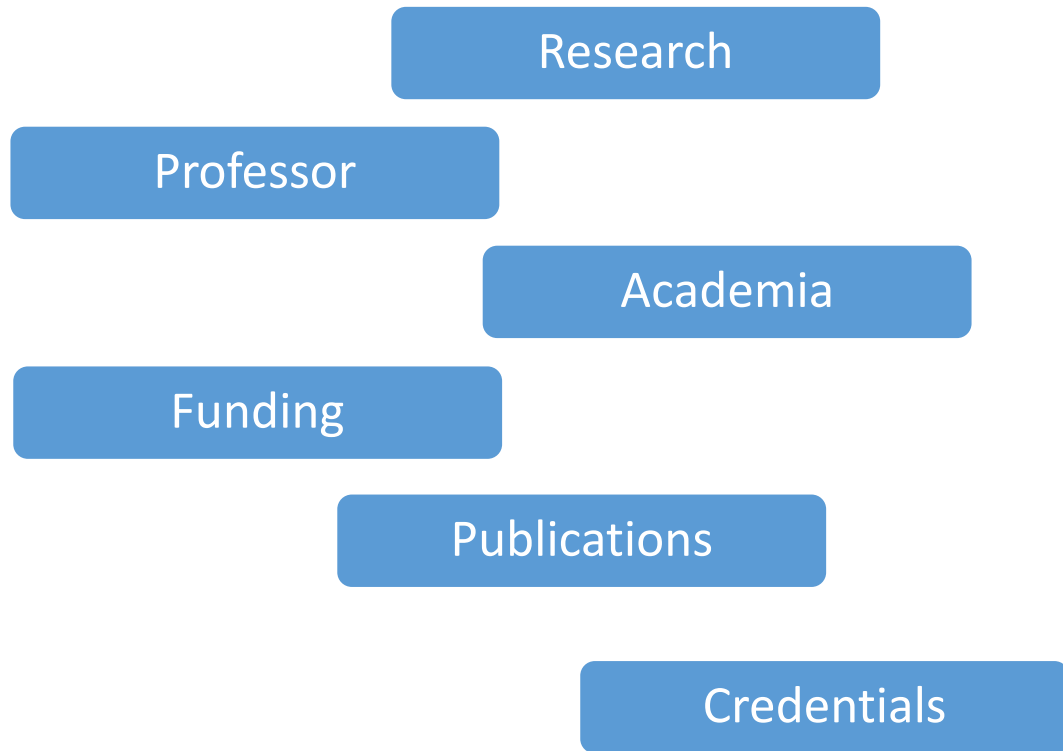 Research
Professor
Academia
Funding
Publications
Credentials